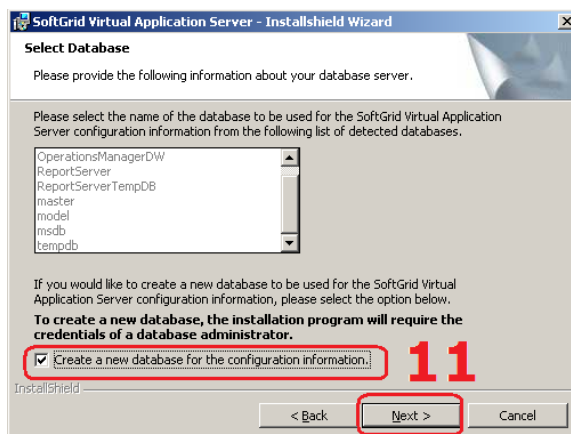 SoftGrid Virtual Application Server - Installshield Wizard
Select Database
Please provide the following information about your database server.
Please select the name of the database to be used for the SoftGrid Virtual Application
Server configuration information from the following list of detected databases.
OperationsManagerDW
ReportServer
ReportServerTempDB
master
model
msdb
tempdb
If you would like to create a new database to be used for the SoftGrid Virtual
Application Server configuration information, please select the option below.
To create a new database, the installation program will require the
credentials of a database administrator.
Create a new database for the configuration information.
11
InstallShield
< Back
Next >
Cancel